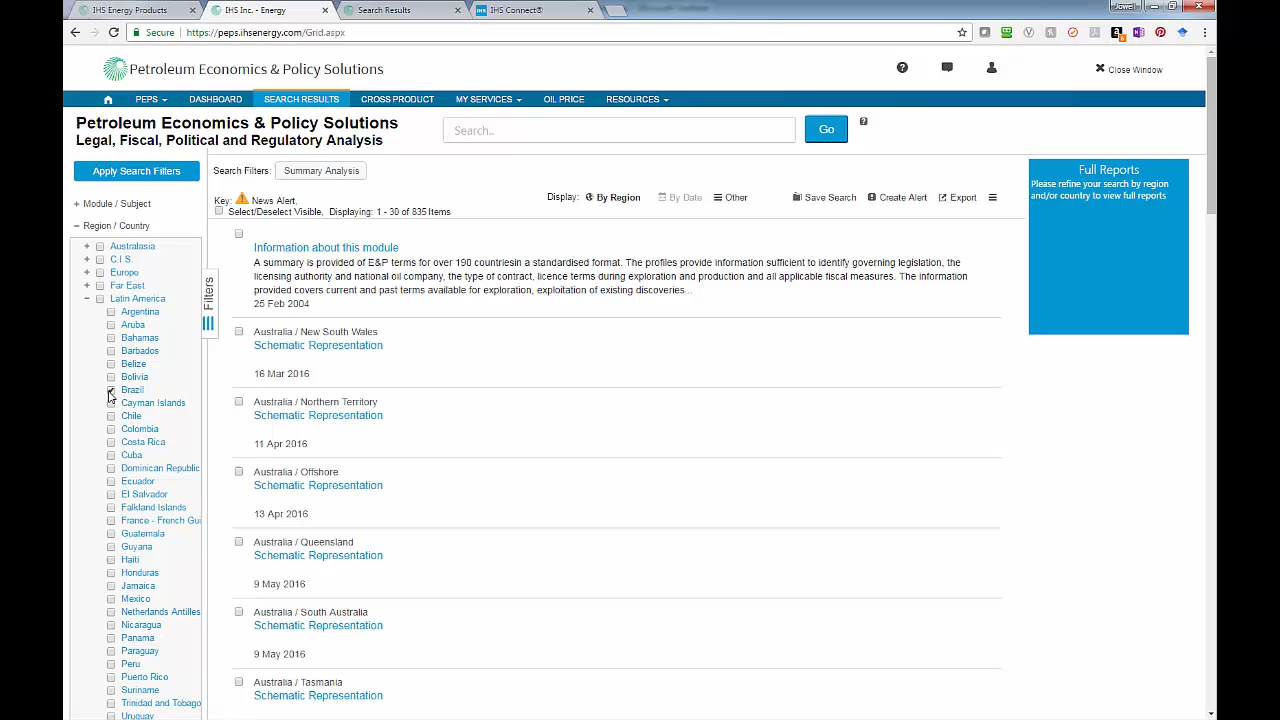 IHS Energy Products
IHS Inc. - Energy
Search Results
IHS Connect®
Jowell
Secure
https://peps.ihsenergy.com/Grid.aspx
Petroleum Economics & Policy Solutions
Close Window
PEPS
DASHBOARD
SEARCH RESULTS
CROSS PRODUCT
MY SERVICES
OIL PRICE
RESOURCES
Petroleum Economics & Policy Solutions
Legal, Fiscal, Political and Regulatory Analysis
Search..
Go
Apply Search Filters
Module / Subject
Region / Country
Australasia
C.I.S.
Europe
Far East
Latin America
Argentina
Aruba
Bahamas
Barbados
Belize
Bolivia
Brazil
Cayman Islands
Chile
Colombia
Costa Rica
Cuba
Dominican Republic
Ecuador
El Salvador
Falkland Islands
France - French Gui
Guatemala
Guyana
Haiti
Honduras
Jamaica
Mexico
Netherlands Antilles
Nicaragua
Panama
Paraguay
Peru
Puerto Rico
Suriname
Trinidad and Tobago
Uruguay
Filters
Search Filters: Summary Analysis
Key: News Alert,
Select/Deselect Visible, Displaying: 1 - 30 of 835 Items
Display: By Region By Date Other
Save Search Create Alert Export
Information about this module
A summary is provided of E&P terms for over 190 countriesin a standardised format. The profiles provide information sufficient to identify governing legislation, the
licensing authority and national oil company, the type of contract, licence terms during exploration and production and all applicable fiscal measures. The information
provided covers current and past terms available for exploration, exploitation of existing discoveries...
25 Feb 2004
Australia / New South Wales
Schematic Representation
16 Mar 2016
Australia / Northern Territory
Schematic Representation
11 Apr 2016
Australia / Offshore
Schematic Representation
13 Apr 2016
Australia / Queensland
Schematic Representation
9 May 2016
Australia / South Australia
Schematic Representation
9 May 2016
Australia / Tasmania
Schematic Representation
Full Reports
Please refine your search by region
and/or country to view full reports